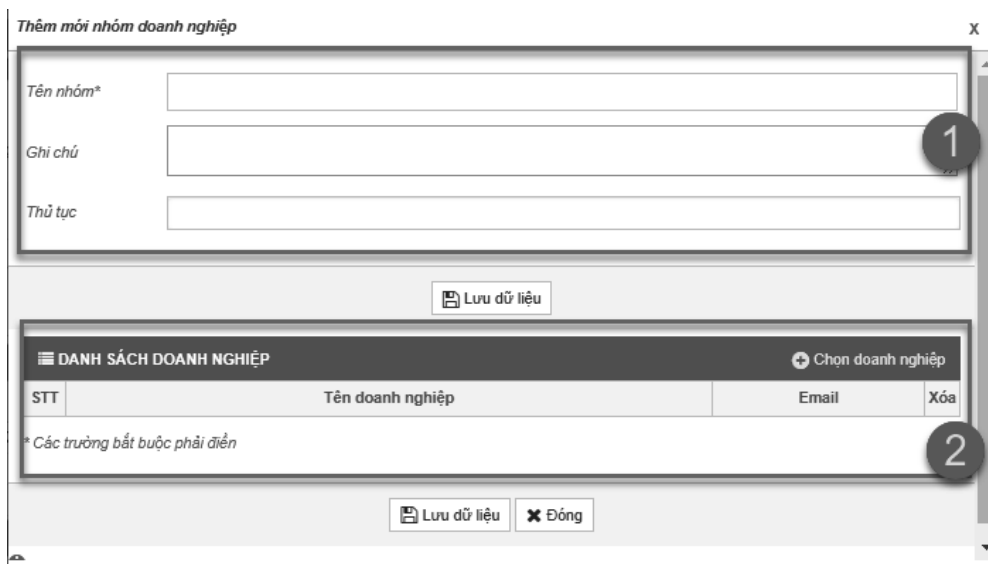 Thêm mới nhóm doanh nghiệp x
Tên nhóm*
1
Ghi chú
Thủ tục
Lưu dữ liệu
DANH SÁCH DOANH NGHIỆP Chọn doanh nghiệp
STT Tên doanh nghiệp Email Xóa
* Các trường bắt buộc phải điền
2
Lưu dữ liệu Đóng